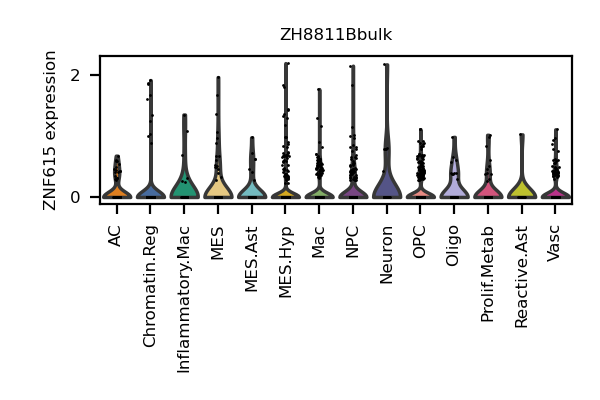 ZH8811Bbulk
ZNF615 expression
2
0
AC
Chromatin.Reg
Inflammatory.Mac
MES
MES.Ast
MES.Hyp
Mac
NPC
Neuron
OPC
Oligo
Prolif.Metab
Reactive.Ast
Vasc